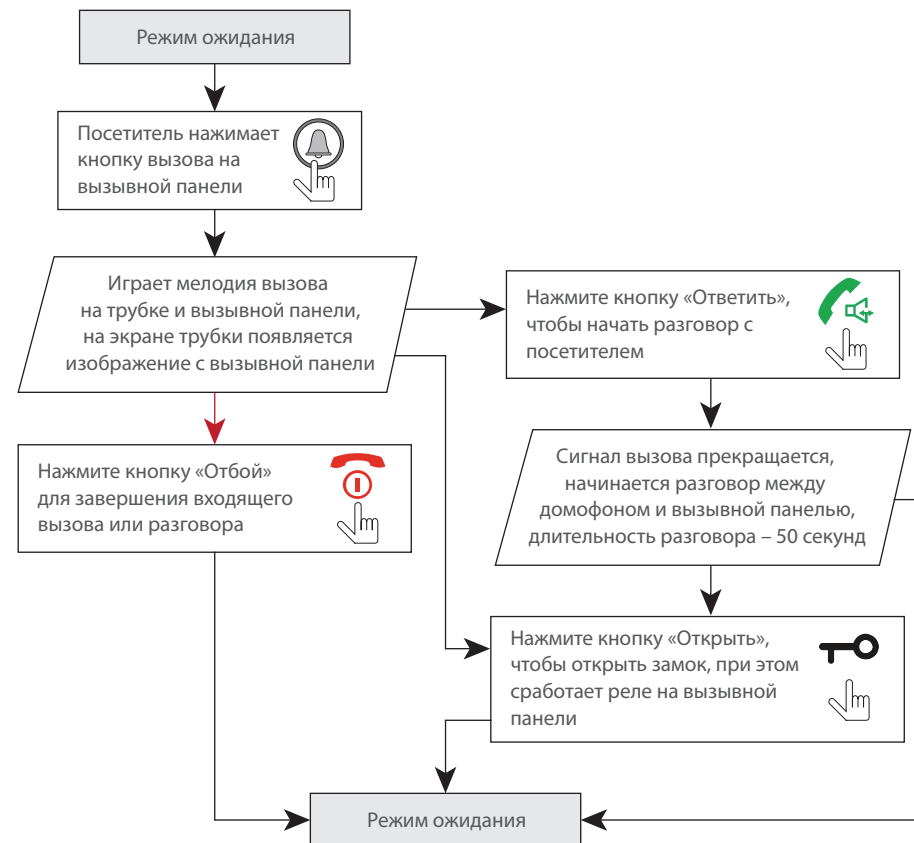 Режим ожидания
Посетитель нажимает
кнопку вызова на
вызывной панели
Играет мелодия вызова
на трубке и вызывной панели,
на экране трубки появляется
изображение с вызывной панели
Нажмите кнопку «Ответить»,
чтобы начать разговор с
посетителем
Нажмите кнопку «Отбой»
для завершения входящего
вызова или разговора
Сигнал вызова прекращается,
начинается разговор между
домофоном и вызывной панелью,
длительность разговора – 50 секунд
Нажмите кнопку «Открыть»,
чтобы открыть замок, при этом
сработает реле на вызывной
панели
Режим ожидания